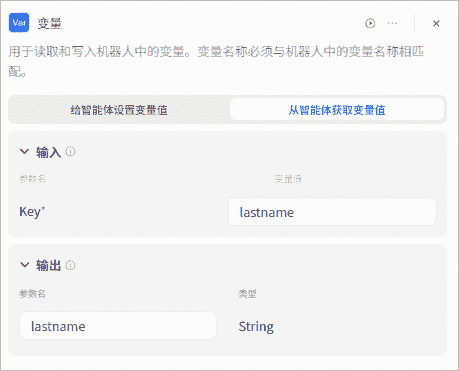 Var 变量
用于读取和写入机器人中的变量。变量名称必须与机器人中的变量名称相匹
配。
给智能体设置变量值 从智能体获取变量值
输入
参数名 变量值
Key* lastname
输出
参数名 类型
lastname String